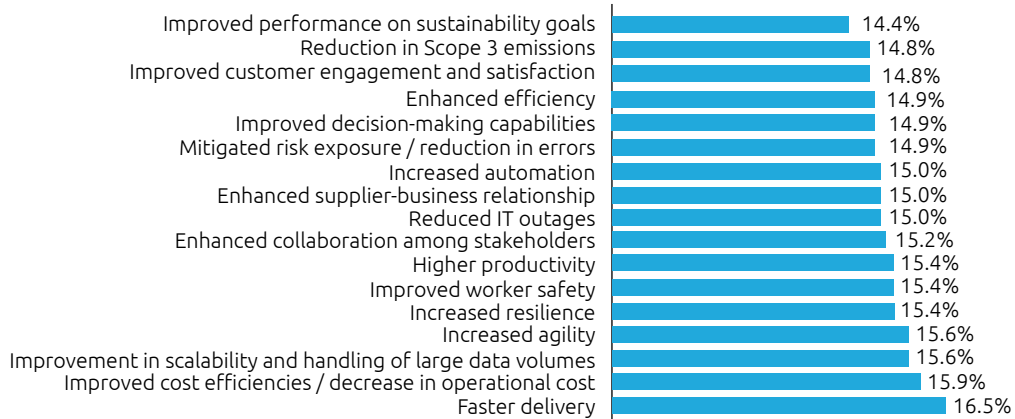 Improved performance on sustainability goals 14.4%
Reduction in Scope 3 emissions 14.8%
Improved customer engagement and satisfaction 14.8%
Enhanced efficiency 14.9%
Improved decision-making capabilities 14.9%
Mitigated risk exposure / reduction in errors 14.9%
Increased automation 15.0%
Enhanced supplier-business relationship 15.0%
Reduced IT outages 15.0%
Enhanced collaboration among stakeholders 15.2%
Higher productivity 15.4%
Improved worker safety 15.4%
Increased resilience 15.4%
Increased agility 15.6%
Improvement in scalability and handling of large data volumes 15.6%
Improved cost efficiencies / decrease in operational cost 15.9%
Faster delivery 16.5%